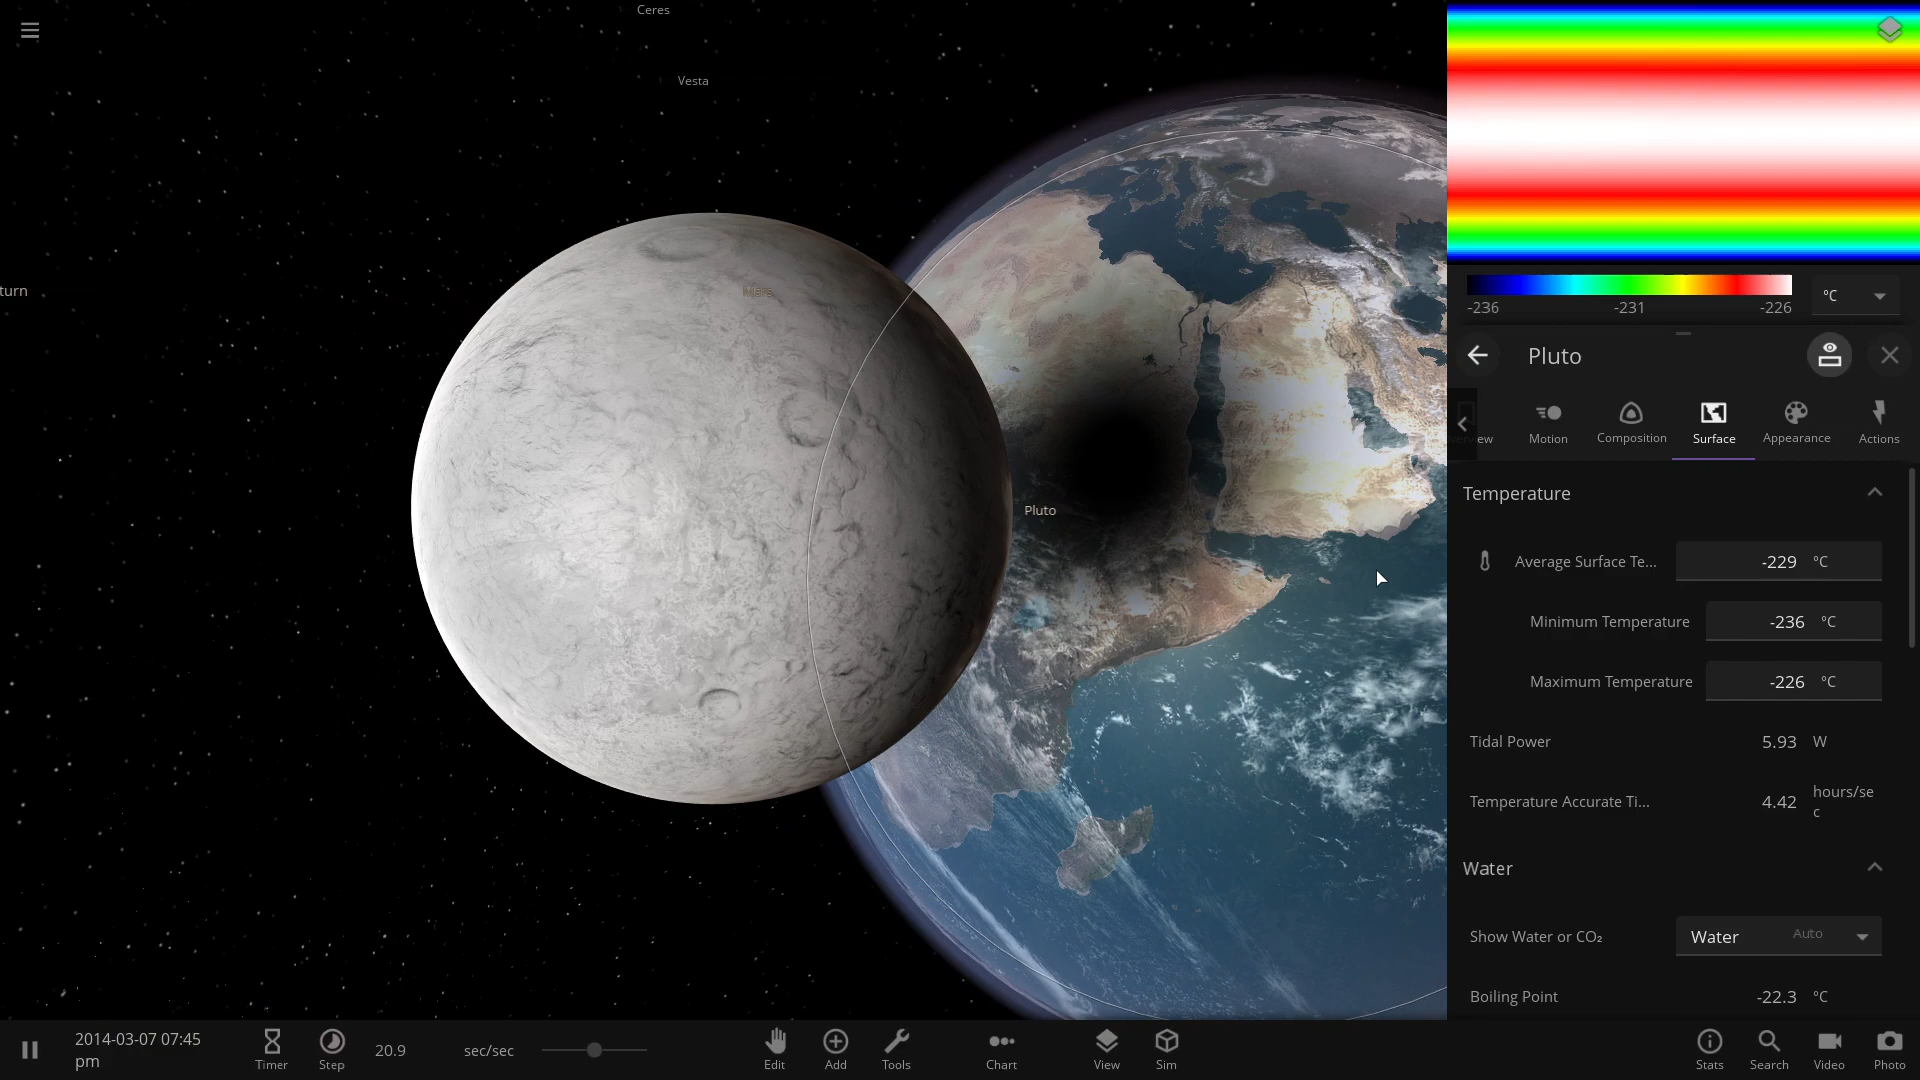 Ceres
Vesta
turn
Mars
Pluto
-236 -231 -226 °C
Pluto
Motion Composition Surface Appearance Actions
Temperature
Average Surface Te... -229 °C
Minimum Temperature -236 °C
Maximum Temperature -226 °C
Tidal Power 5.93 W
Temperature Accurate Ti... 4.42 hours/se
c
Water
Show Water or CO₂ Water Auto
Boiling Point -22.3 °C
2014-03-07 07:45
pm
Timer Step 20.9 sec/sec Edit Add Tools Chart View Sim Stats Search Video Photo